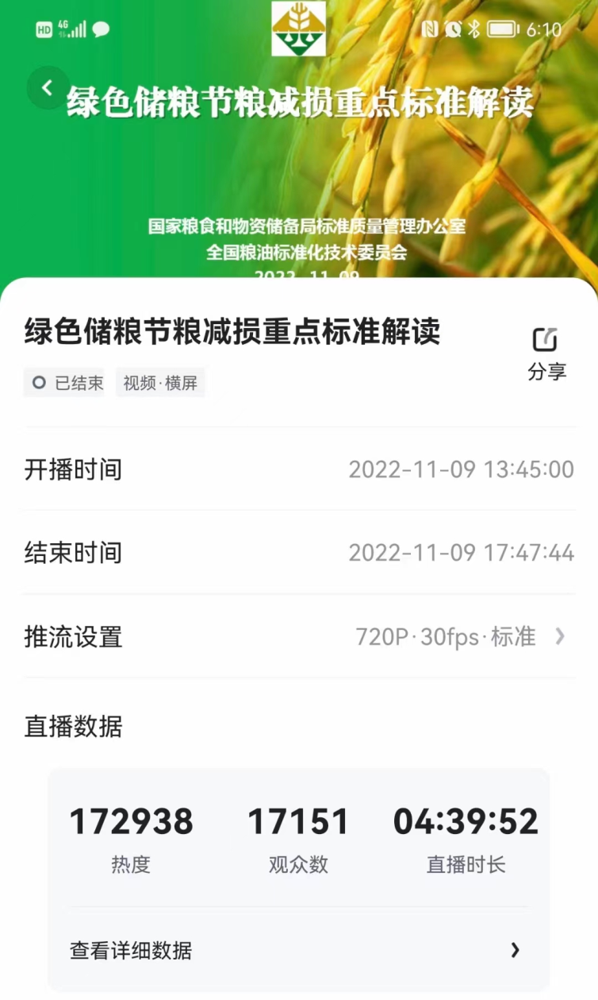 HD 4G 6:10
绿色储粮节粮减损重点标准解读
国家粮食和物资储备局标准质量管理办公室
全国粮油标准化技术委员会
2022-11-09
绿色储粮节粮减损重点标准解读
分享
已结束 视频·横屏
开播时间 2022-11-09 13:45:00
结束时间 2022-11-09 17:47:44
推流设置 720P·30fps·标准
直播数据
172938 17151 04:39:52
热度 观众数 直播时长
查看详细数据